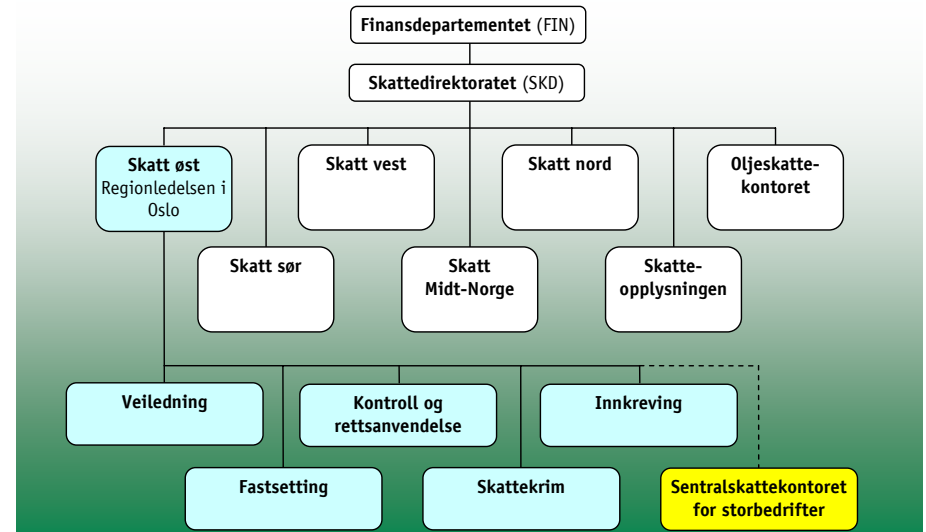 Finansdepartementet (FIN)
Skattedirektoratet (SKD)
Skatt øst
Regionledelsen i
Oslo
Skatt vest
Skatt nord
Oljeskatte-
kontoret
Skatt sør
Skatt
Midt-Norge
Skatte-
opplysningen
Veiledning
Kontroll og
rettsanvendelse
Innkreving
Fastsetting
Skattekrim
Sentralskattekontoret
for storbedrifter